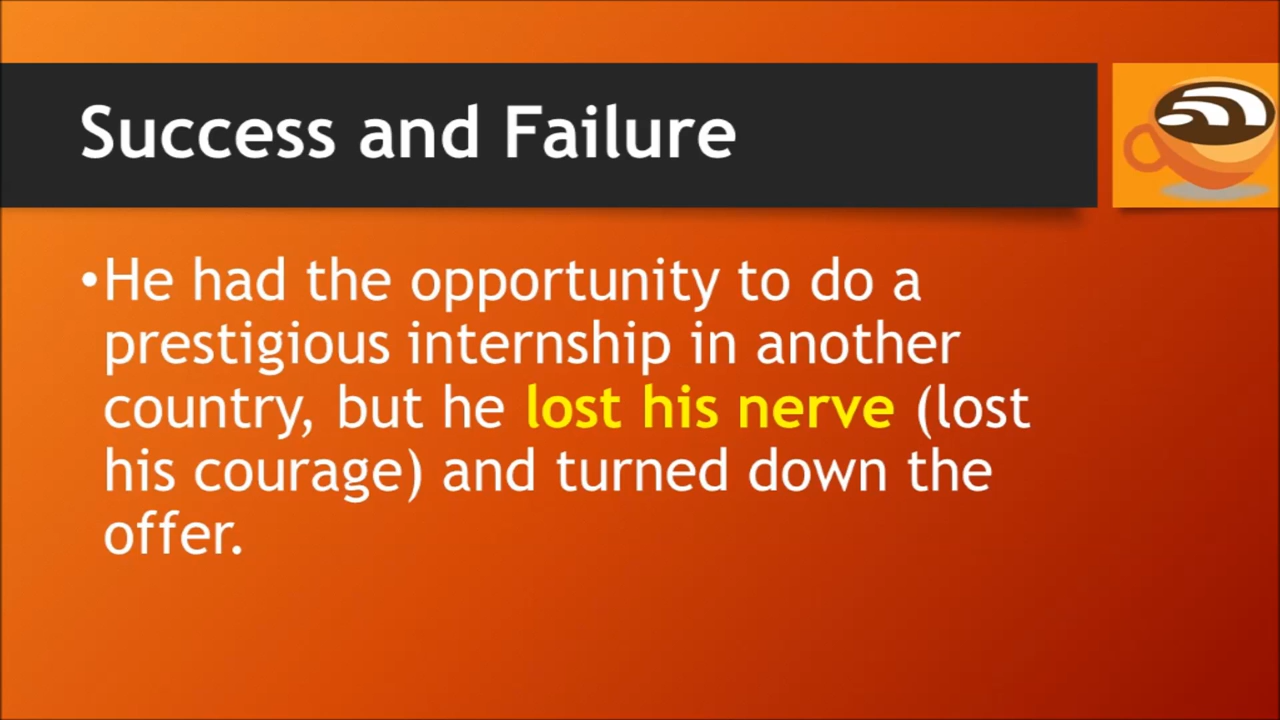 Success and Failure
•He had the opportunity to do a
prestigious internship in another
country, but he lost his nerve (lost
his courage) and turned down the
offer.